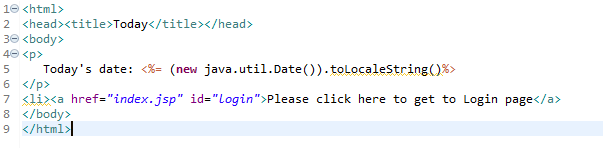 1 <html>
2 <head><title>Today</title></head>
3 <body>
4 <p>
5 Today's date: <%= (new java.util.Date()).toLocaleString()%>
6 </p>
7 <li><a href="index.jsp" id="login">Please click here to get to Login page</a>
8 </body>
9 </html>